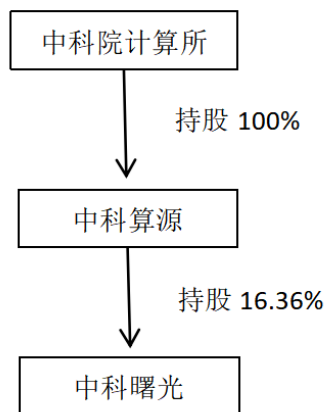 中科院计算所
持股 100%
中科算源
持股 16.36%
中科曙光